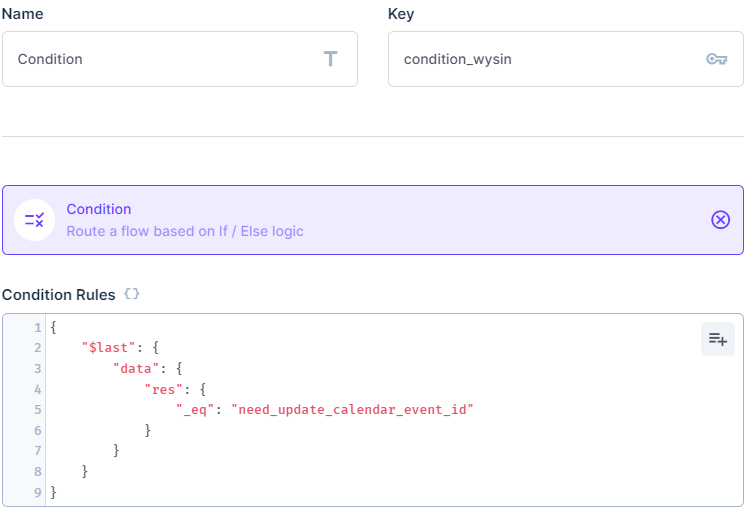 Name
Key
Condition
condition_wysin
Condition
Route a flow based on If / Else logic
Condition Rules {}
1 {
2     "$last": {
3         "data": {
4             "res": {
5                 "_eq": "need_update_calendar_event_id"
6             }
7         }
8     }
9 }